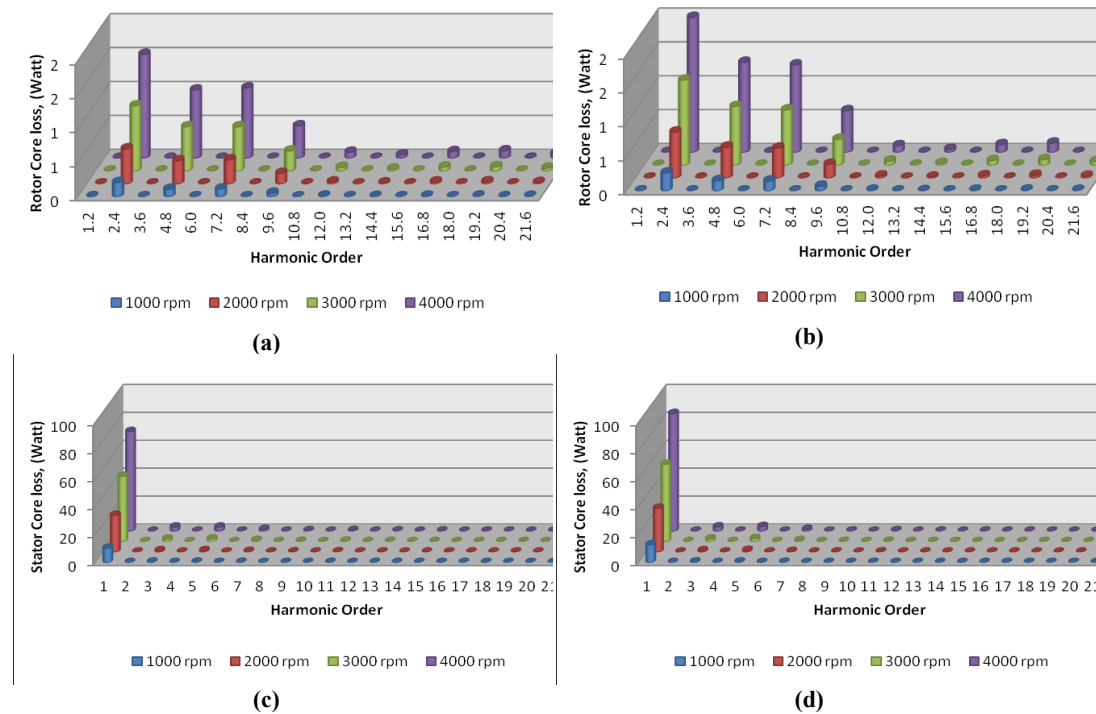 Rotor Core loss, (Watt)
2
2
1
1
0
1.2 2.4 3.6 4.8 6.0 7.2 8.4 9.6 10.8 12.0 13.2 14.4 15.6 16.8 18.0 19.2 20.4 21.6
Harmonic Order
1000 rpm 2000 rpm 3000 rpm 4000 rpm
(a)
Rotor Core loss, (Watt)
2
2
1
1
0
1.2 2.4 3.6 4.8 6.0 7.2 8.4 9.6 10.8 12.0 13.2 14.4 15.6 16.8 18.0 19.2 20.4 21.6
Harmonic Order
1000 rpm 2000 rpm 3000 rpm 4000 rpm
(b)
Stator Core loss, (Watt)
100
80
60
40
20
0
1 2 3 4 5 6 7 8 9 10 11 12 13 14 15 16 17 18 19 20
Harmonic Order
1000 rpm 2000 rpm 3000 rpm 4000 rpm
(c)
Stator Core loss, (Watt)
100
80
60
40
20
0
1 2 3 4 5 6 7 8 9 10 11 12 13 14 15 16 17 18 19 20
Harmonic Order
1000 rpm 2000 rpm 3000 rpm 4000 rpm
(d)